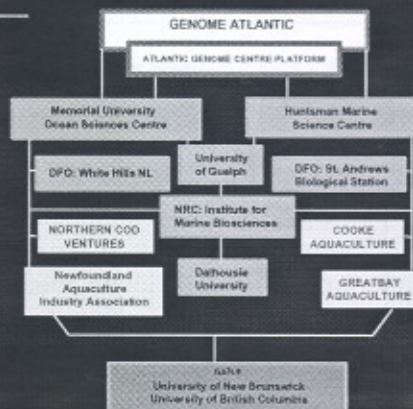 GENOME ATLANTIC
ATLANTIC GENOME CENTRE PLATFORM
Memorial University
Ocean Sciences Centre
Huntsman Marine
Science Centre
University
of Guelph
DFO: White Hills NL
DFO: St. Andrews
Biological Station
NRC: Institute for
Marine Biosciences
NORTHERN COD
VENTURES
COOKE
AQUACULTURE
Dalhousie
University
Newfoundland
Aquaculture
Industry Association
GREATBAY
AQUACULTURE
University of New Brunswick
University of British Columbia